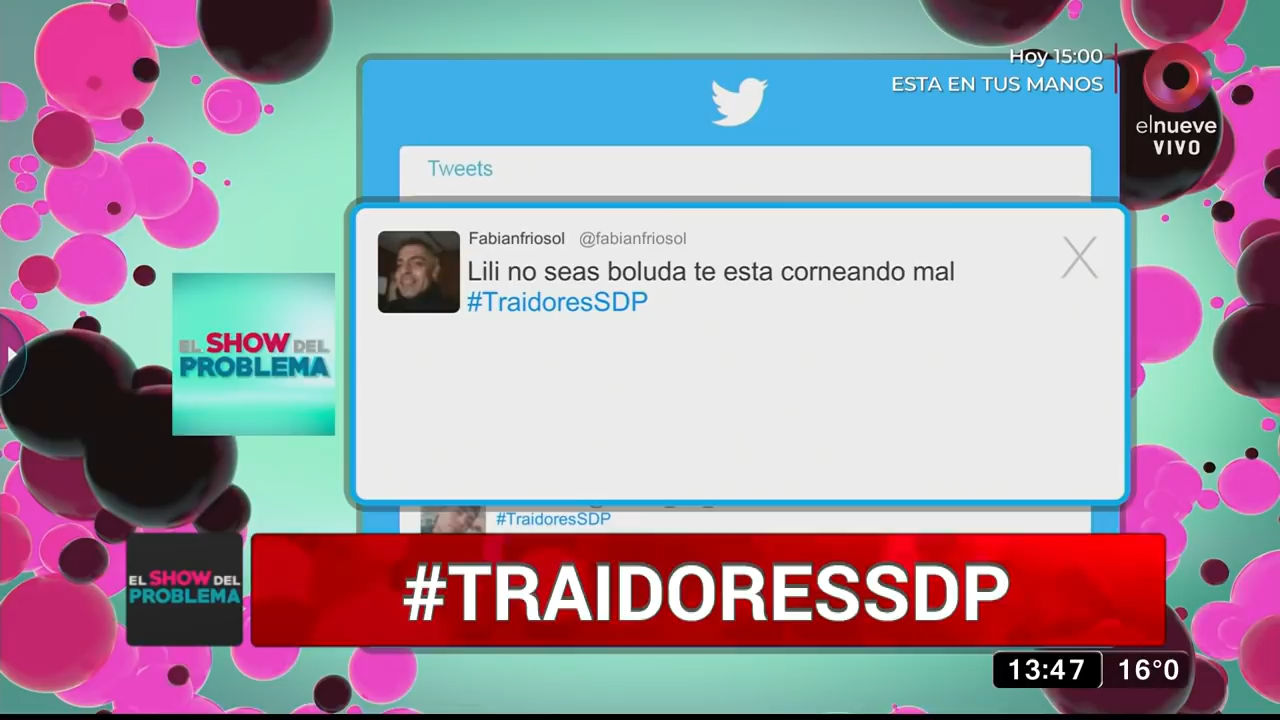 Hoy 15:00
ESTA EN TUS MANOS
elnueve
VIVO
Tweets
Fabianfriosol @fabianfriosol
Lili no seas boluda te esta corneando mal
#TraidoresSDP
EL SHOW DEL
PROBLEMA
#TraidoresSDP
EL SHOW DEL
PROBLEMA
#TRAIDORESSDP
13:47 16°0